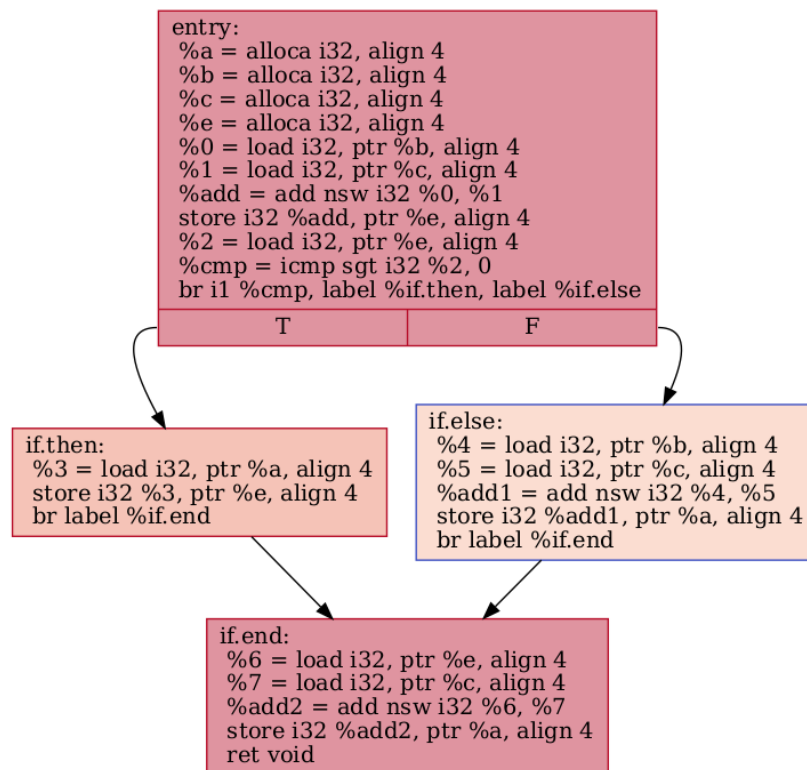 entry:
%a = alloca i32, align 4
%b = alloca i32, align 4
%c = alloca i32, align 4
%e = alloca i32, align 4
%0 = load i32, ptr %b, align 4
%1 = load i32, ptr %c, align 4
%add = add nsw i32 %0, %1
store i32 %add, ptr %e, align 4
%2 = load i32, ptr %e, align 4
%cmp = icmp sgt i32 %2, 0
br i1 %cmp, label %if.then, label %if.else
T
F
if.then:
%3 = load i32, ptr %a, align 4
store i32 %3, ptr %e, align 4
br label %if.end
if.else:
%4 = load i32, ptr %b, align 4
%5 = load i32, ptr %c, align 4
%add1 = add nsw i32 %4, %5
store i32 %add1, ptr %a, align 4
br label %if.end
if.end:
%6 = load i32, ptr %e, align 4
%7 = load i32, ptr %c, align 4
%add2 = add nsw i32 %6, %7
store i32 %add2, ptr %a, align 4
ret void